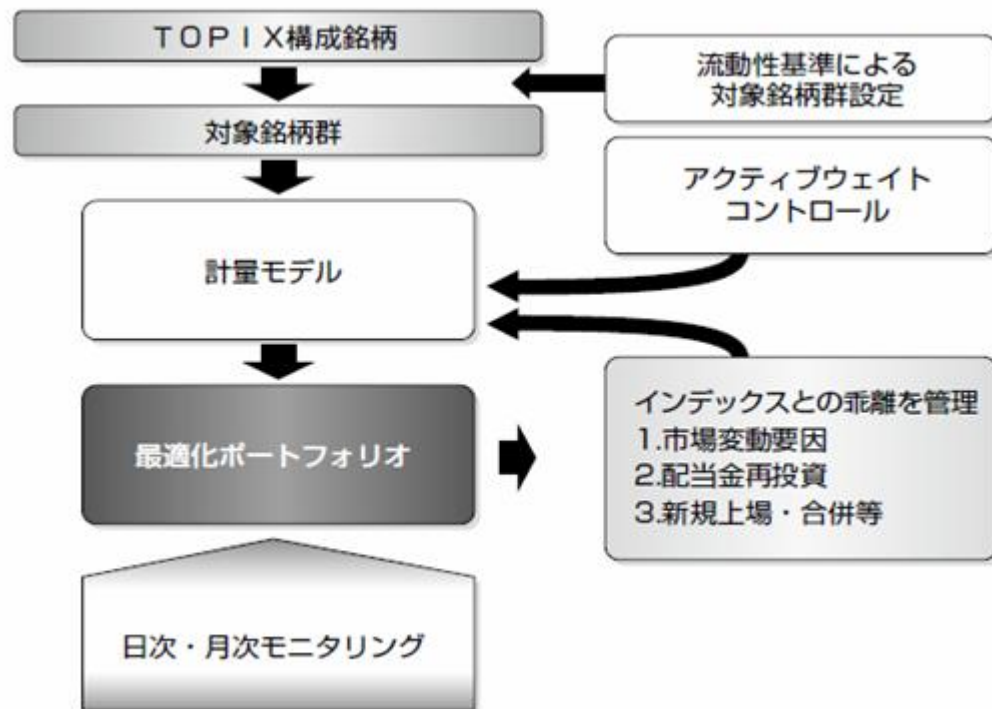 TOPIX構成銘柄
流動性基準による
対象銘柄群設定
対象銘柄群
アクティブウェイト
コントロール
計量モデル
最適化ポートフォリオ
インデックスとの乖離を管理
1.市場変動要因
2.配当金再投資
3.新規上場・合併等
日次・月次モニタリング